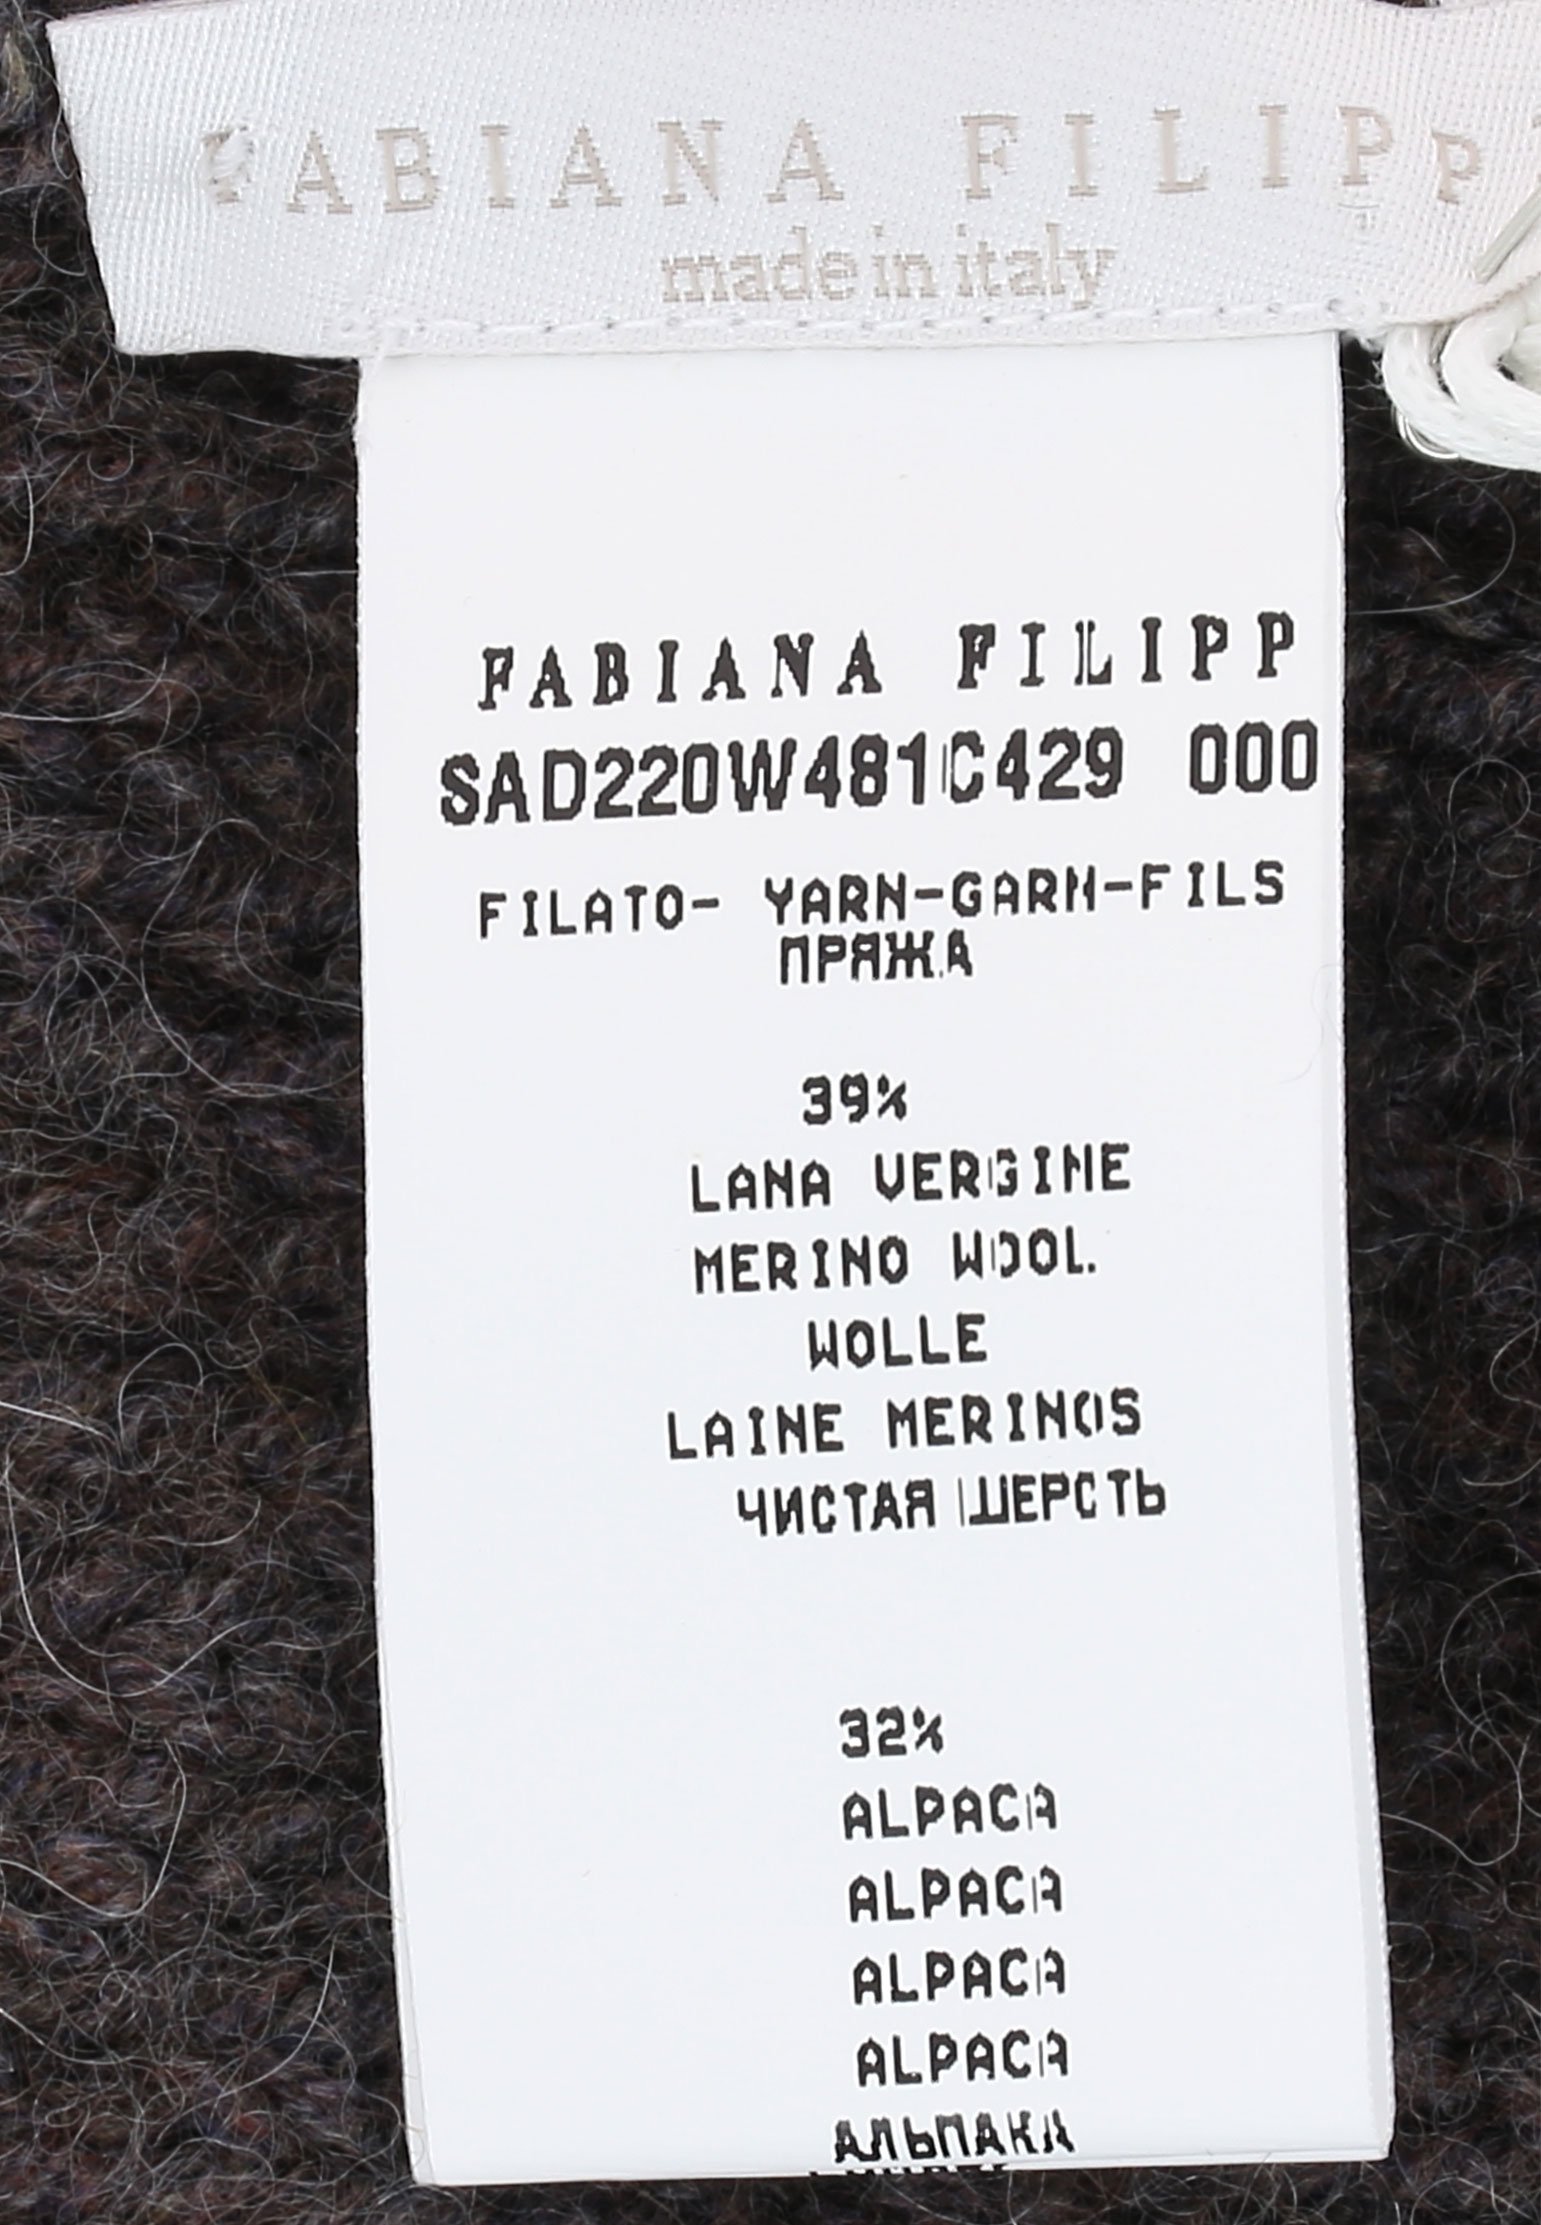 FABIANA FILIPP
made in italy
FABIANA FILIPP
SAD220W481C429 000
FILATO- YARN-GARN-FILS
ПРЯЖА
39%
LANA VERGINE
MERINO WOOL.
WOLLE
LAINE MERINOS
ЧИСТАЯ ШЕРСТЬ
32%
ALPACA
ALPACA
ALPACA
ALPACA
АЛЬПАКА